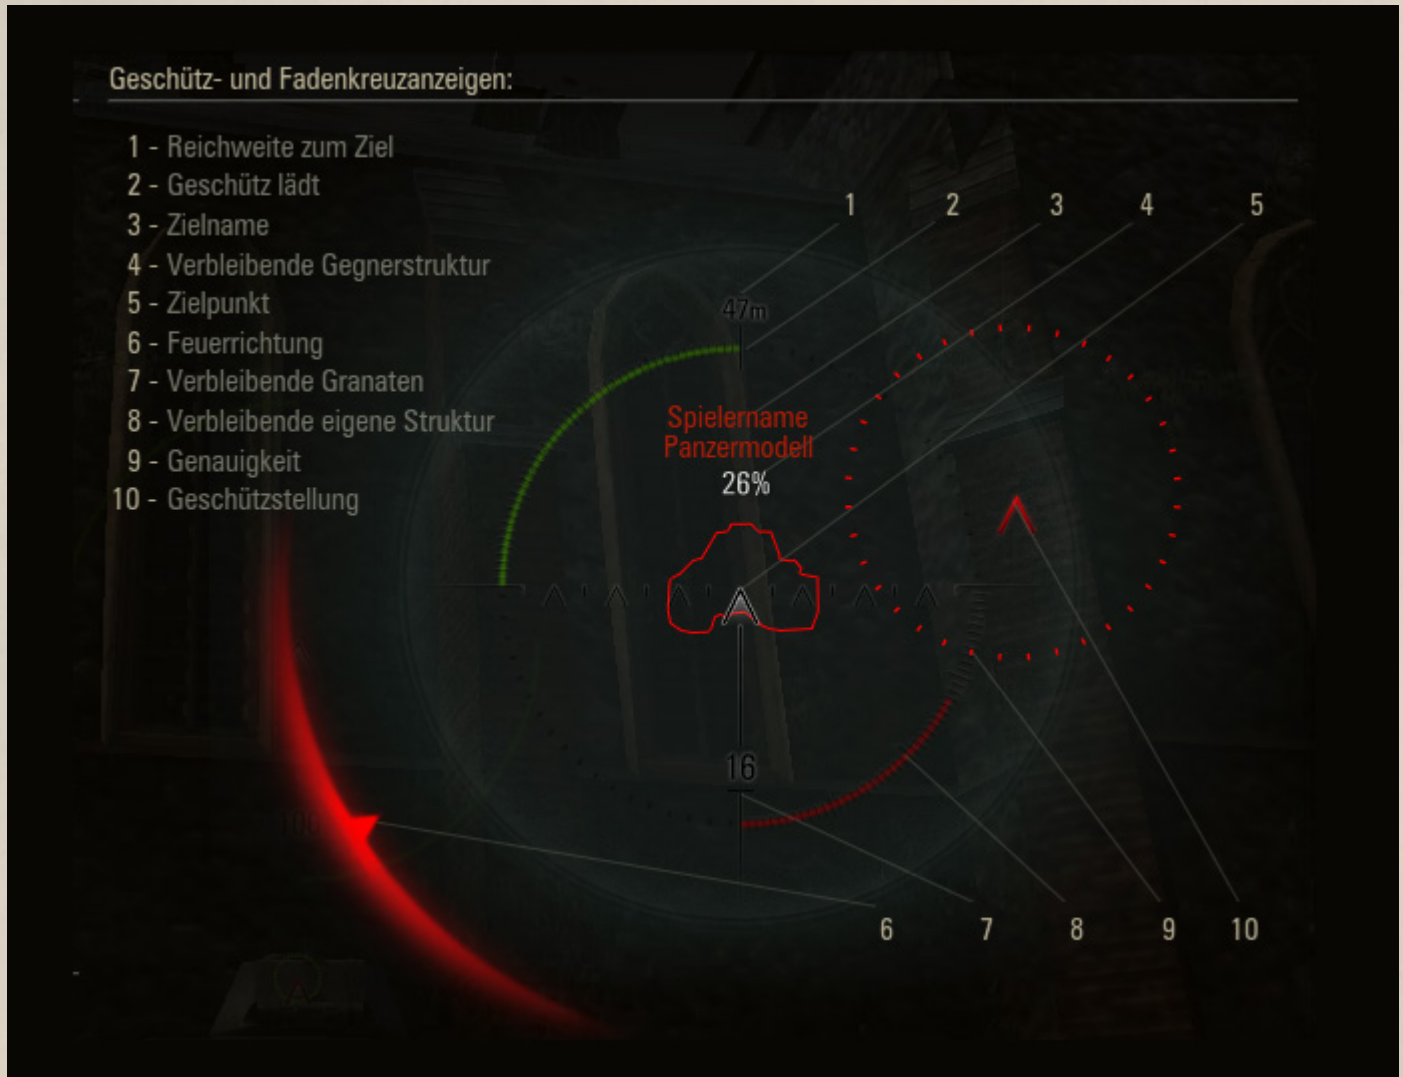 Geschütz- und Fadenkreuzanzeigen:
1 - Reichweite zum Ziel
2 - Geschütz lädt
3 - Zielname
4 - Verbleibende Gegnerstruktur
5 - Zielpunkt
6 - Feuerrichtung
7 - Verbleibende Granaten
8 - Verbleibende eigene Struktur
9 - Genauigkeit
10 - Geschützstellung
1 2 3 4 5
47m
Spielername
Panzermodell
26%
16
6 7 8 9 10